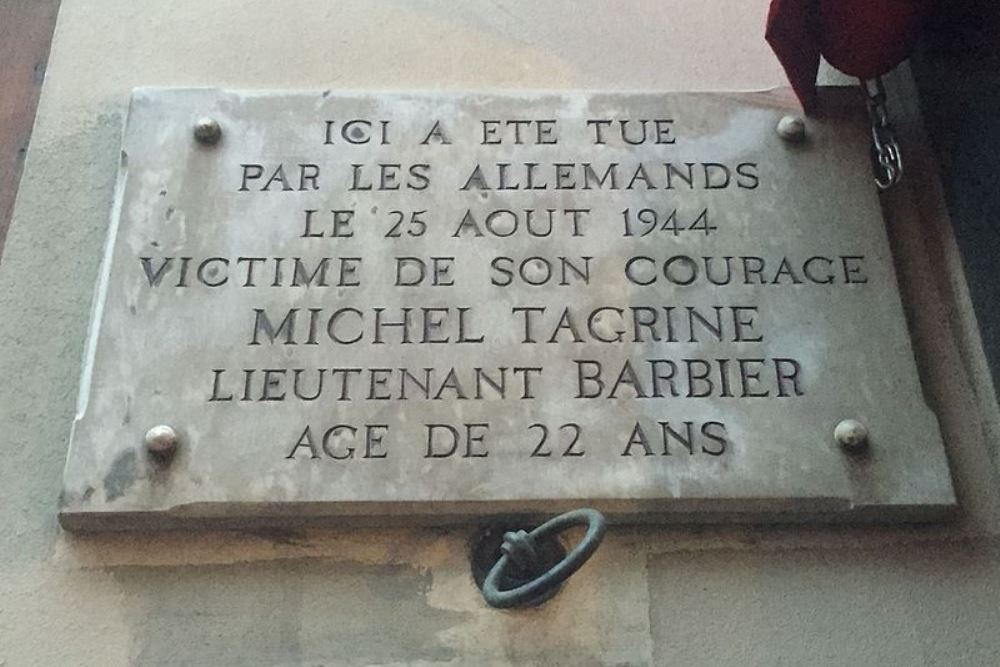 ICI A ETE TUE
PAR LES ALLEMANDS
LE 25 AOUT 1944
VICTIME DE SON COURAGE
MICHEL TAGRINE
LIEUTENANT BARBIER
AGE DE 22 ANS